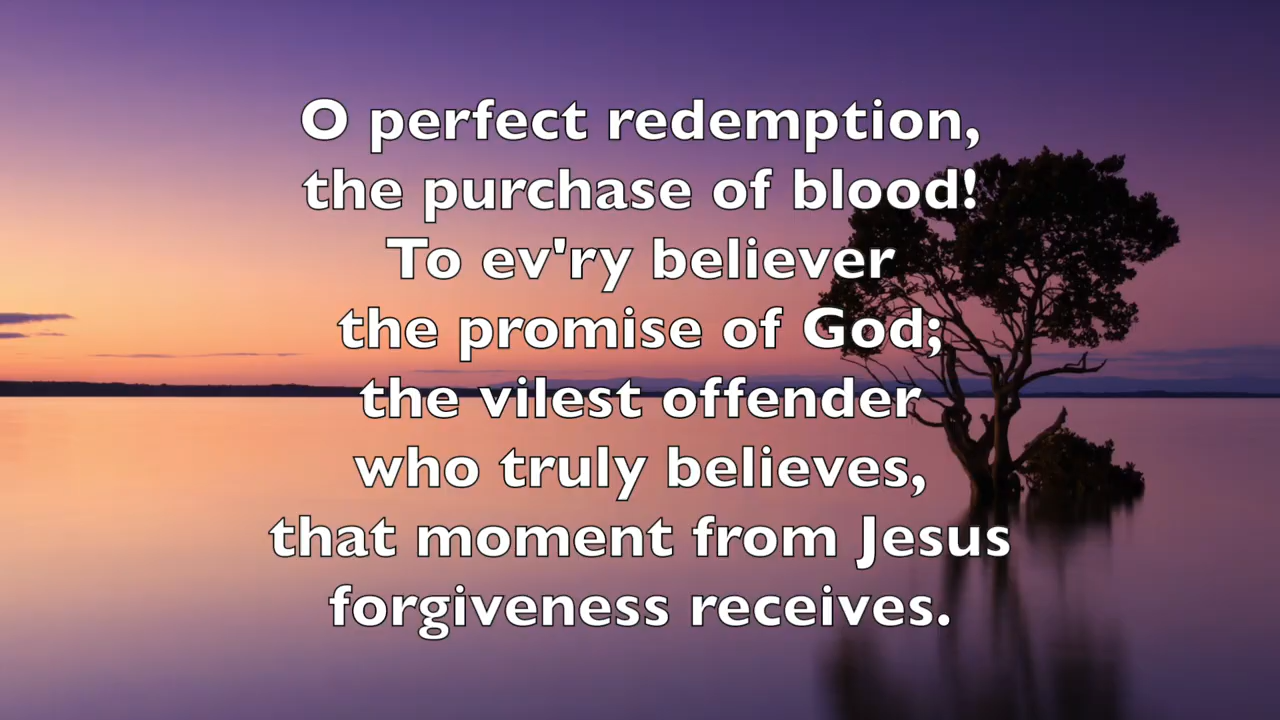 O perfect redemption,
the purchase of blood!
To ev'ry believer
the promise of God;
the vilest offender
who truly believes,
that moment from Jesus
forgiveness receives.